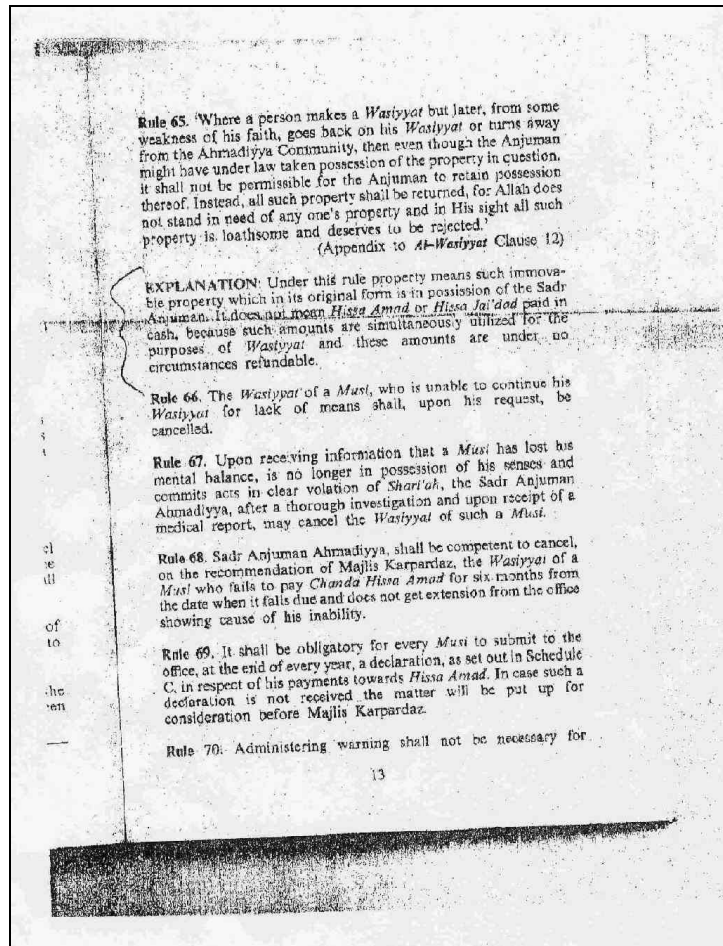 Rule 65. 'Where a person makes a Wasiyyat but later, from some
weakness of his faith, goes back on his Wasiyyat or turns away
from the Ahmadiyya Community, then even though the Anjuman
might have under law taken possession of the property in question,
it shall not be permissible for the Anjuman to retain possession
thereof. Instead, all such property shall be returned, for Allah does
not stand in need of any one's property and in His sight all such
property is loathsome and deserves to be rejected.'
(Appendix to Al-Wasiyyat Clause 12)
EXPLANATION: Under this rule property means such immova-
ble property which in its original form is in possission of the Sadr
Anjuman. It does not mean Hissa Amad or Hissa Jai'dad paid in
cash, because such amounts are simultaneously utilized for the
purposes of Wasiyyat and these amounts are under no
circumstances refundable.
Rule 66. The Wasiyyat of a Musi, who is unable to continue his
Wasiyyat for lack of means shall, upon his request, be
cancelled.
Rule 67. Upon receiving information that a Musi has lost his
mental balance, is no longer in possession of his senses and
commits acts in clear volation of Shari'ah, the Sadr Anjuman
Ahmadiyya, after a thorough investigation and upon receipt of a
medical report, may cancel the Wasiyyat of such a Musi.
Rule 68. Sadr Anjuman Ahmadiyya, shall be competent to cancel,
on the recommendation of Majlis Karpardaz, the Wasiyyat of a
Musi who fails to pay Chanda Hissa Amad for six months from
the date when it falls due and does not get extension from the office
showing cause of his inability.
Rule 69. It shall be obligatory for every Musi to submit to the
office, at the end of every year, a declaration, as set out in Schedule
C, in respect of his payments towards Hissa Amad. In case such a
declaration is not received the matter will be put up for
consideration before Majlis Karpardaz.
Rule 70. Administering warning shall not be necessary for
13
of
to